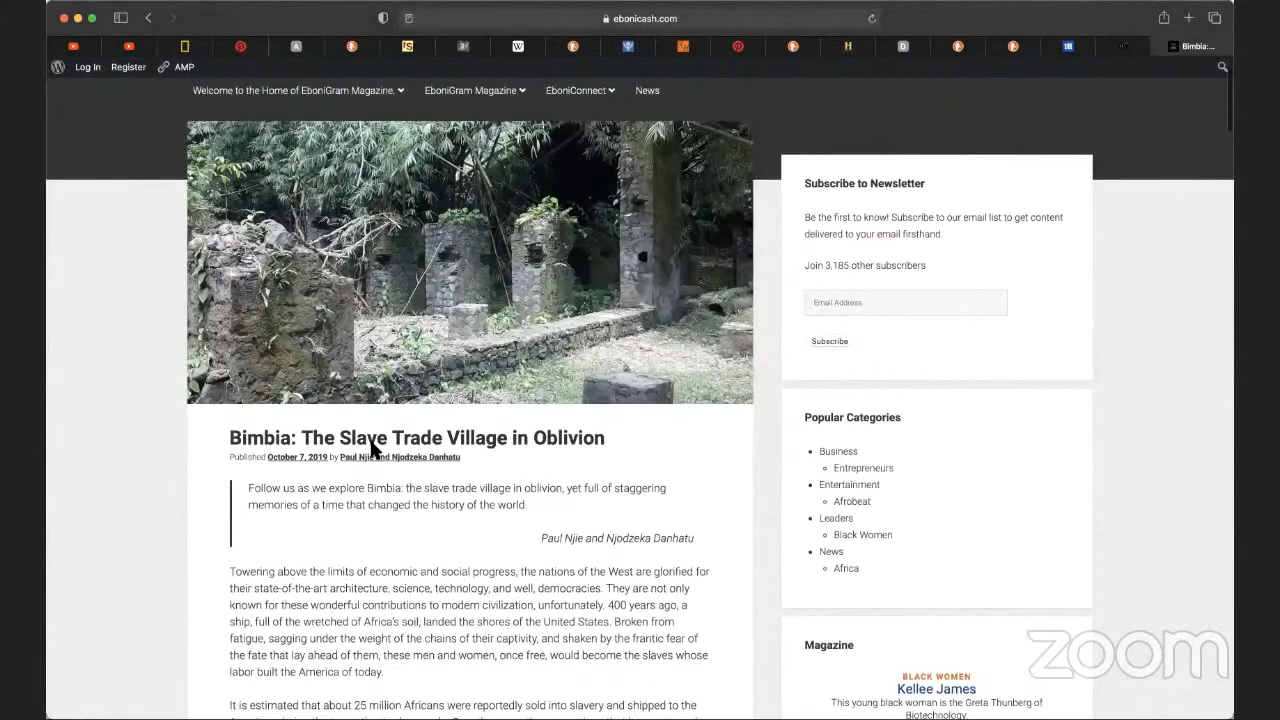 ebonicash.com
Bimbia:...
Log In Register AMP
Welcome to the Home of EboniGram Magazine. EboniGram Magazine EboniConnect News
Bimbia: The Slave Trade Village in Oblivion
Published October 7, 2019 by Paul Njie and Njodzeka Danhatu
Follow us as we explore Bimbia: the slave trade village in oblivion, yet full of staggering
memories of a time that changed the history of the world.
Paul Njie and Njodzeka Danhatu
Towering above the limits of economic and social progress, the nations of the West are glorified for
their state-of-the-art architecture, science, technology, and well, democracies. They are not only
known for these wonderful contributions to modern civilization, unfortunately. 400 years ago, a
ship, full of the wretched of Africa's soil, landed the shores of the United States. Broken from
fatigue, sagging under the weight of the chains of their captivity, and shaken by the frantic fear of
the fate that lay ahead of them, these men and women, once free, would become the slaves whose
labor built the America of today.
It is estimated that about 25 million Africans were reportedly sold into slavery and shipped to the
Subscribe to Newsletter
Be the first to know! Subscribe to our email list to get content
delivered to your email firsthand.
Join 3,185 other subscribers
Email Address
Subscribe
Popular Categories
Business
Entrepreneurs
Entertainment
Afrobeat
Leaders
Black Women
News
Africa
Magazine
BLACK WOMEN
Kellee James
This young black woman is the Greta Thunberg of
Biotechnology.
zoom